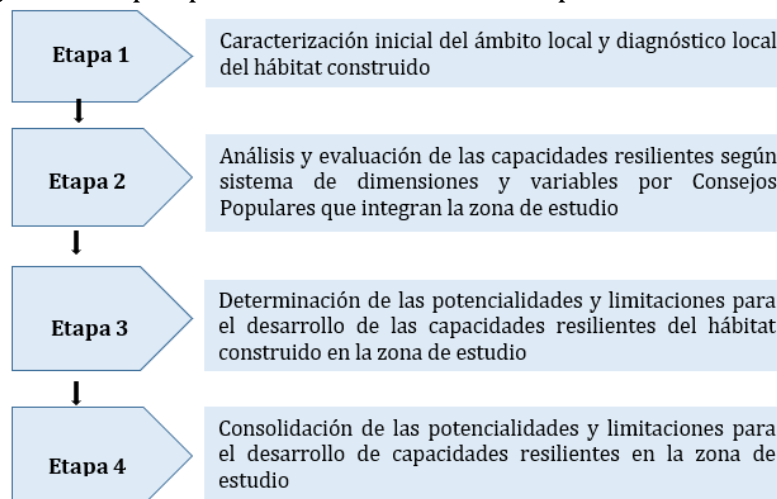 Etapa 1
Caracterización inicial del ámbito local y diagnóstico local
del hábitat construido
Etapa 2
Análisis y evaluación de las capacidades resilientes según
sistema de dimensiones y variables por Consejos
Populares que integran la zona de estudio
Etapa 3
Determinación de las potencialidades y limitaciones para
el desarrollo de las capacidades resilientes del hábitat
construido en la zona de estudio
Etapa 4
Consolidación de las potencialidades y limitaciones para
el desarrollo de capacidades resilientes en la zona de
estudio